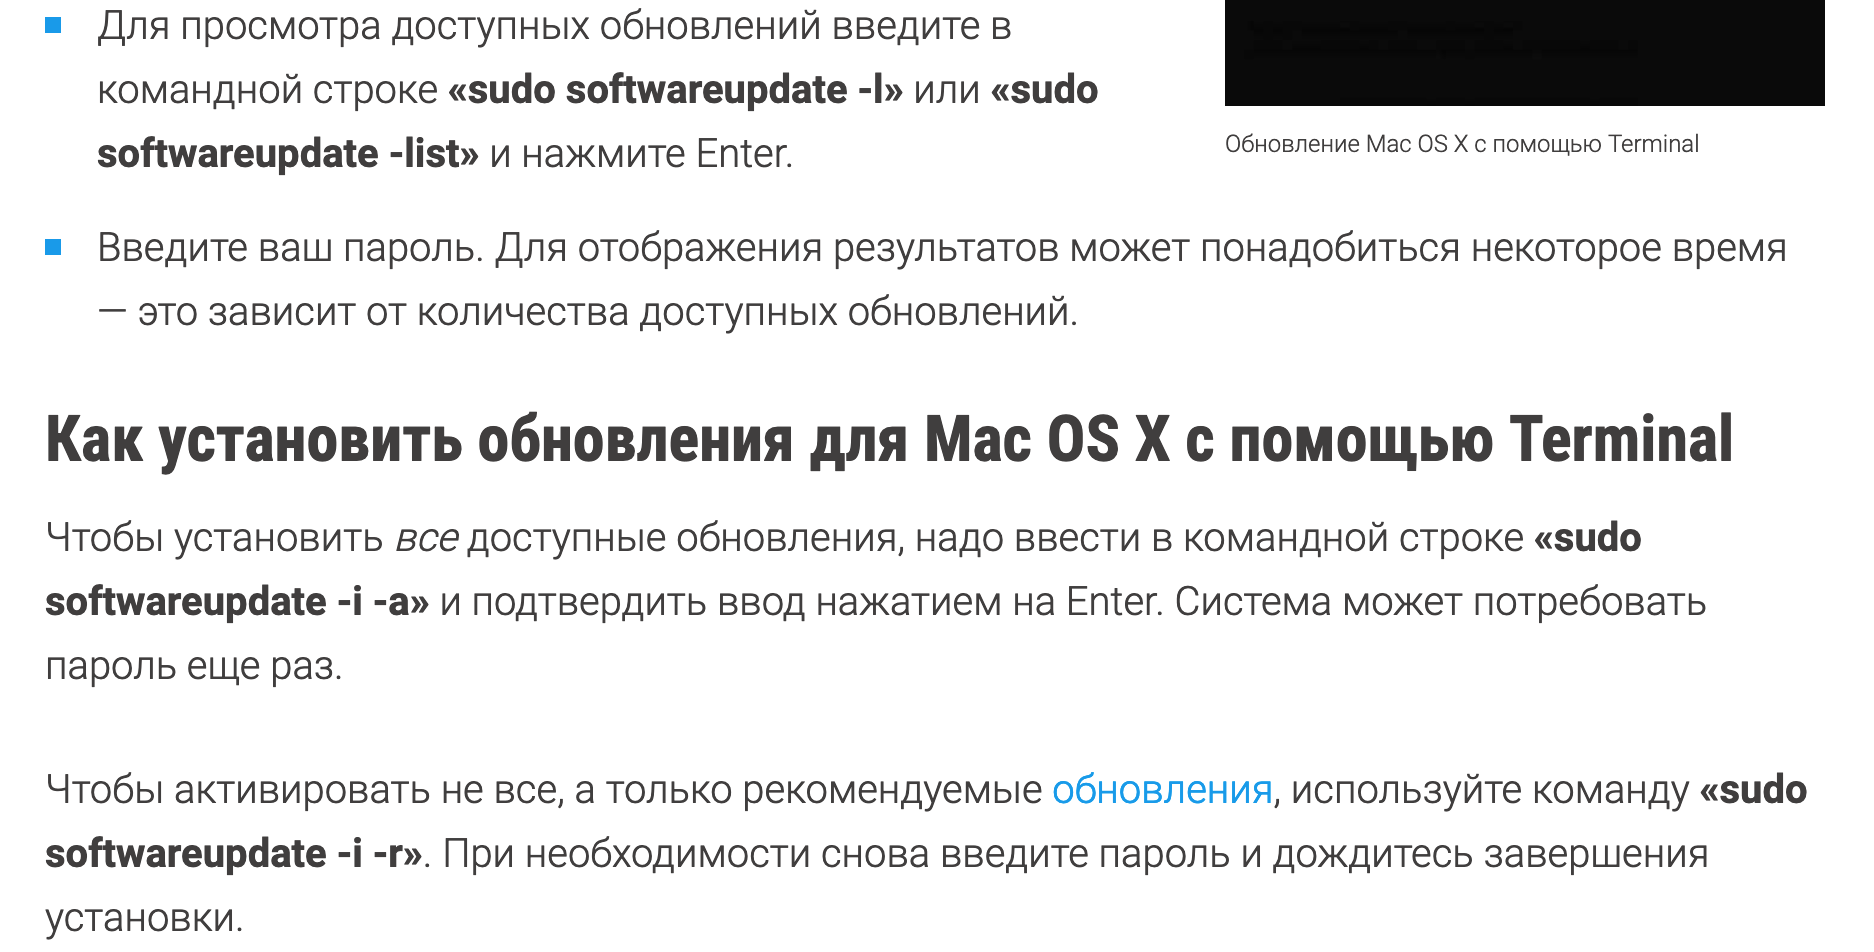 Для просмотра доступных обновлений введите в
командной строке «sudo softwareupdate -l» или «sudo
softwareupdate -list» и нажмите Enter.
Обновление Mac OS X с помощью Terminal
Введите ваш пароль. Для отображения результатов может понадобиться некоторое время
— это зависит от количества доступных обновлений.
Как установить обновления для Mac OS X с помощью Terminal
Чтобы установить все доступные обновления, надо ввести в командной строке «sudo
softwareupdate -i -a» и подтвердить ввод нажатием на Enter. Система может потребовать
пароль еще раз.
Чтобы активировать не все, а только рекомендуемые обновления, используйте команду «sudo
softwareupdate -i -r». При необходимости снова введите пароль и дождитесь завершения
установки.